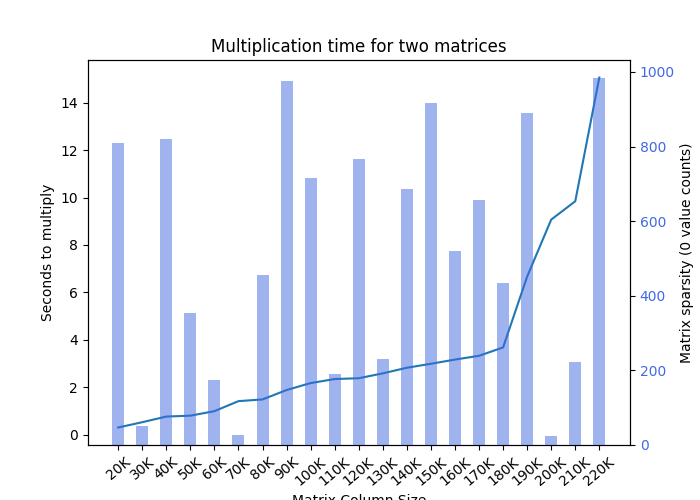 Multiplication time for two matrices
Seconds to multiply
14
12
10
8
6
4
2
0
1000
800
600
400
200
0
Matrix sparsity (0 value counts)
20K 30K 40K 50K 60K 70K 80K 90K 100K 110K 120K 130K 140K 150K 160K 170K 180K 190K 200K 210K 220K
Matrix Column Size